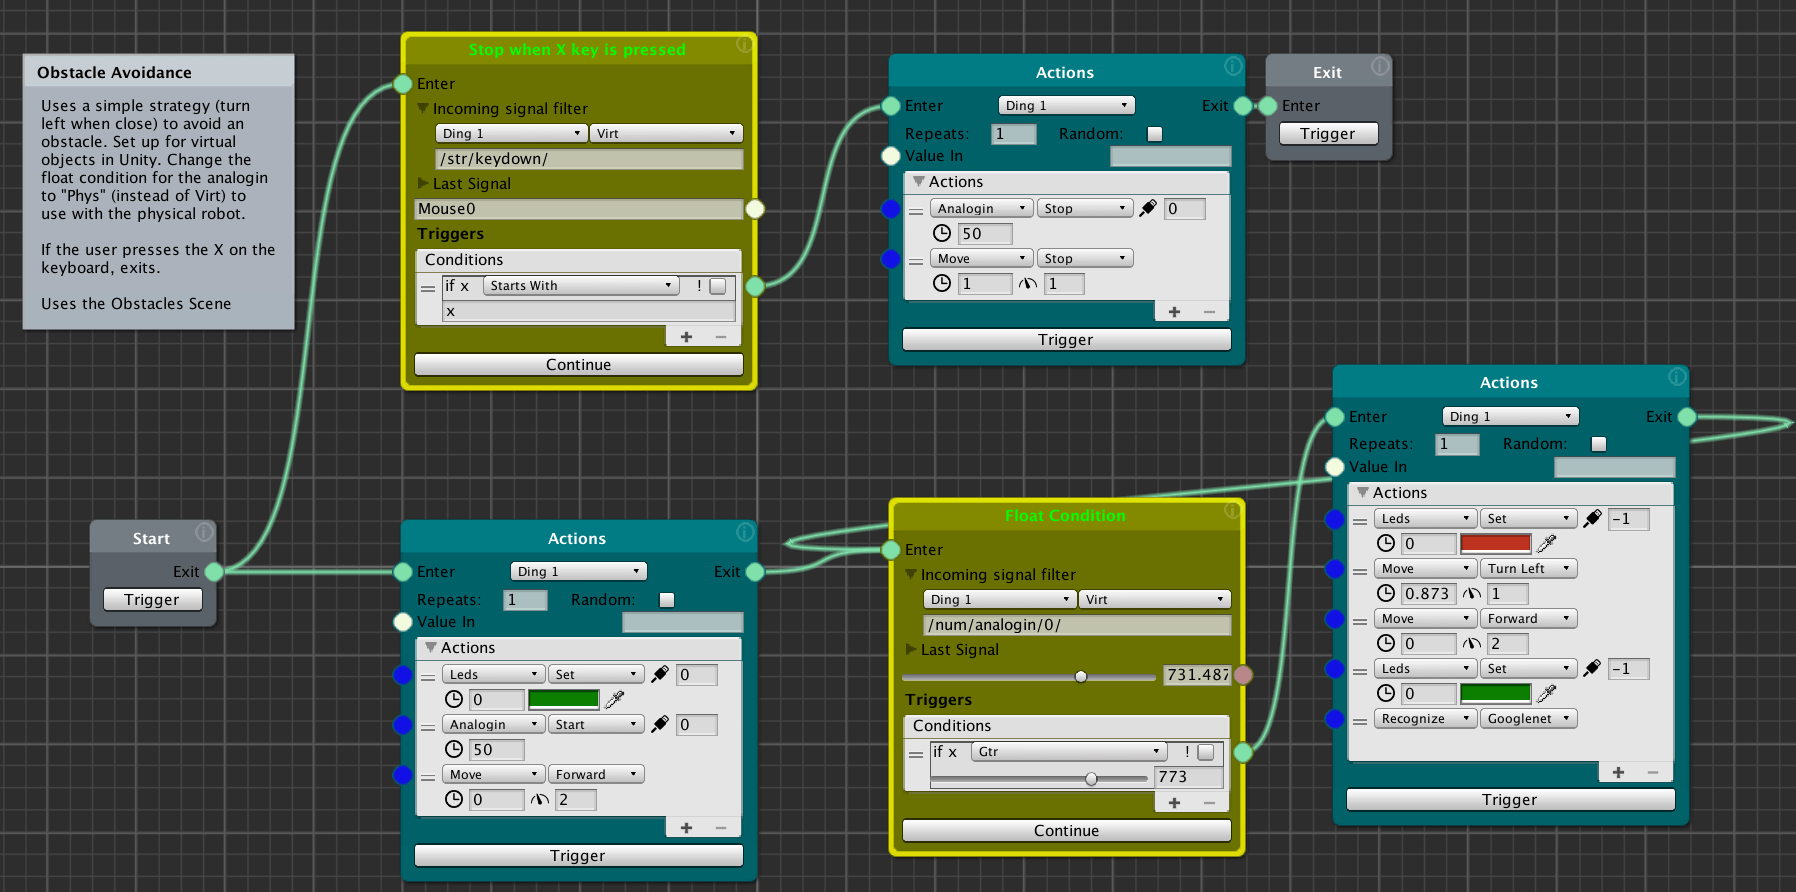 Obstacle Avoidance
Uses a simple strategy (turn
left when close) to avoid an
obstacle. Set up for virtual
objects in Unity. Change the
float condition for the analogin
to "Phys" (instead of Virt) to
use with the physical robot.
If the user presses the X on the
keyboard, exits.
Uses the Obstacles Scene
Stop when X key is pressed
Enter
Incoming signal filter
Ding 1 Virt
/str/keydown/
Last Signal
Mouse0
Triggers
Conditions
if x Starts With !
x
+ −
Continue
Actions
Enter Ding 1 Exit
Repeats: 1 Random:
Value In
Actions
Analogin Stop 0
50
Move Stop
1 1
+ −
Trigger
Exit
Enter
Trigger
Start
Exit
Trigger
Actions
Enter Ding 1 Exit
Repeats: 1 Random:
Value In
Actions
Leds Set 0
0
Analogin Start 0
50
Move Forward
0 2
+ −
Trigger
Float Condition
Enter
Incoming signal filter
Ding 1 Virt
/num/analogin/0/
Last Signal
731.487
Triggers
Conditions
if x Gtr !
773
+ −
Continue
Actions
Enter Ding 1 Exit
Repeats: 1 Random:
Value In
Actions
Leds Set -1
0
Move Turn Left
0.873 1
Move Forward
0 2
Leds Set -1
0
Recognize Googlenet
+ −
Trigger